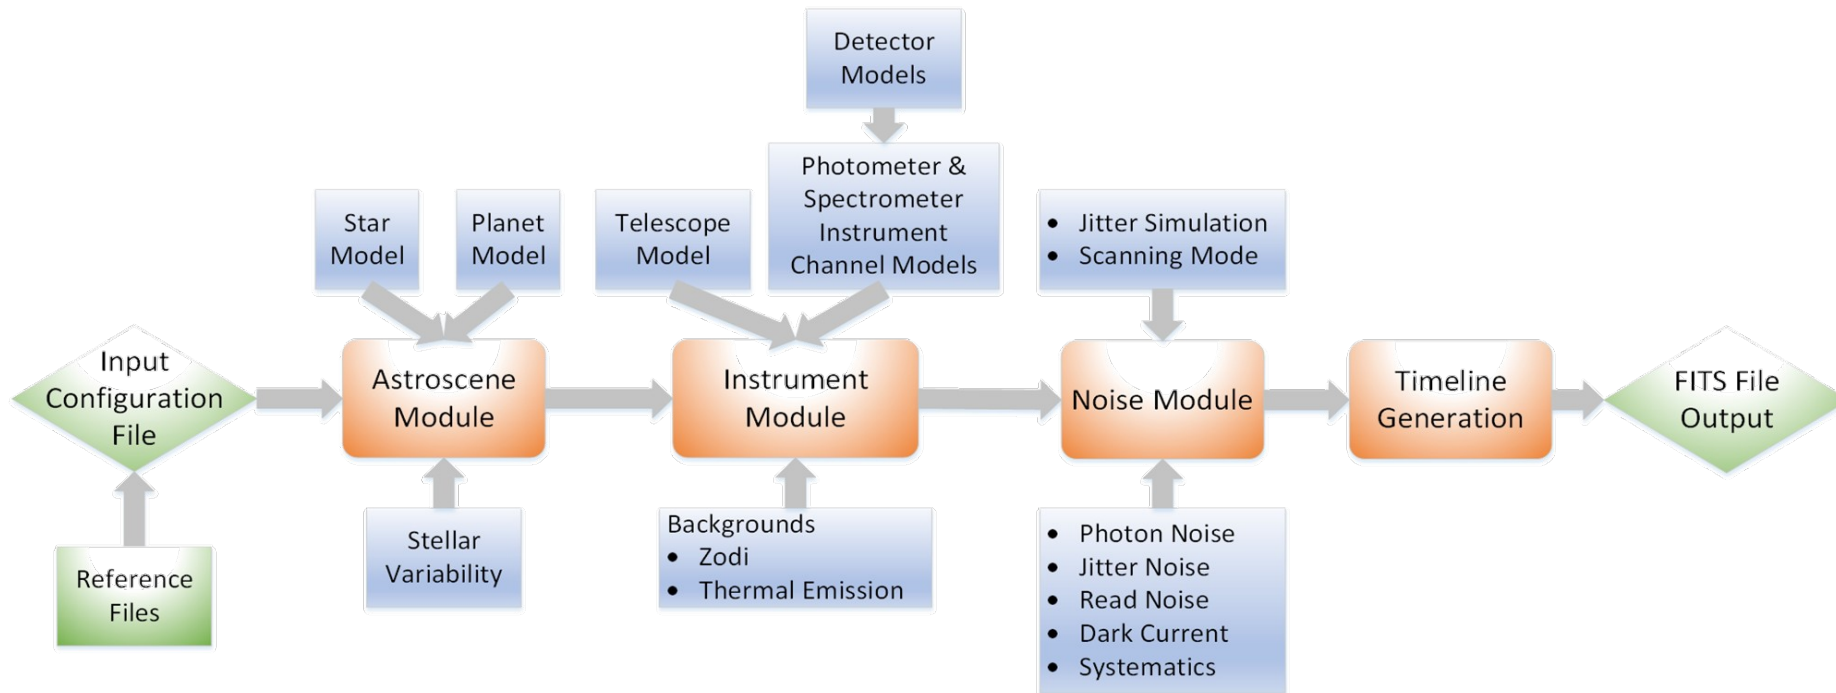 Detector
Models
Photometer &
Spectrometer
Instrument
Channel Models
Star
Model
Planet
Model
Telescope
Model
• Jitter Simulation
• Scanning Mode
Input
Configuration
File
Astroscene
Module
Instrument
Module
Noise Module
Timeline
Generation
FITS File
Output
Reference
Files
Stellar
Variability
Backgrounds
• Zodi
• Thermal Emission
• Photon Noise
• Jitter Noise
• Read Noise
• Dark Current
• Systematics